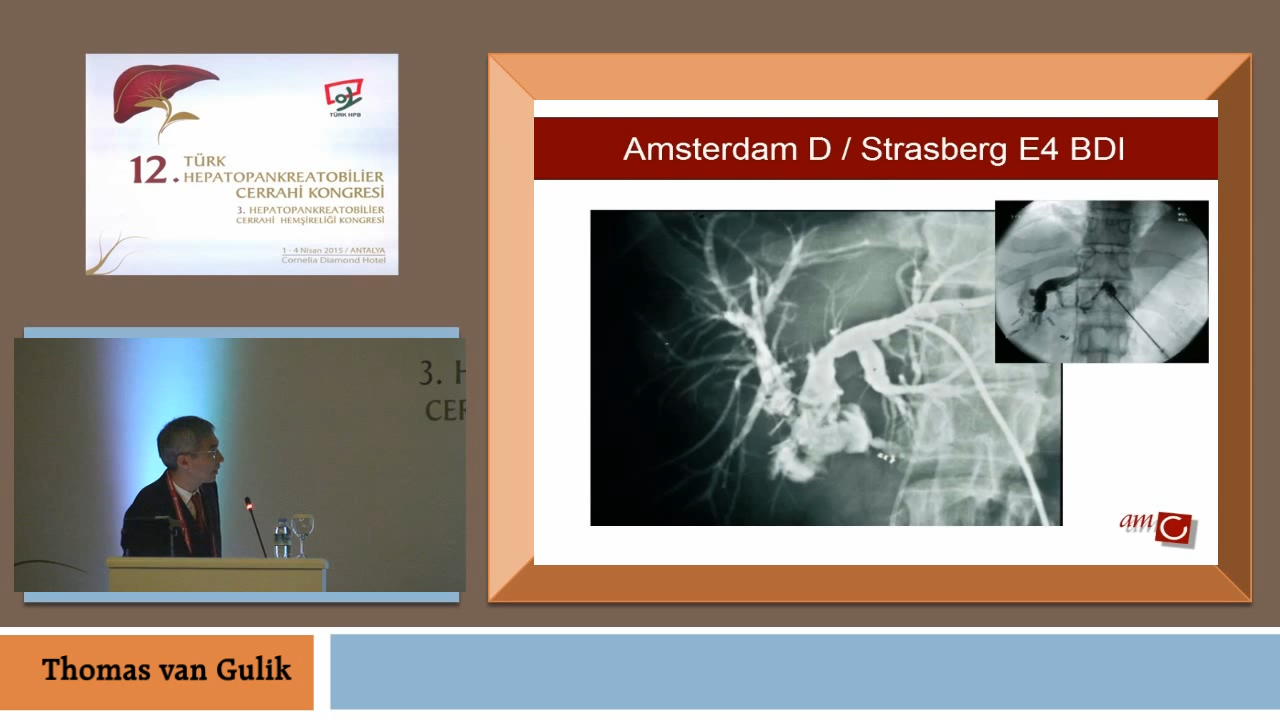 TÜRK HPB
12. TÜRK
HEPATOPANKREATOBİLİER
CERRAHİ KONGRESİ
3. HEPATOPANKREATOBİLİER
CERRAHİ HEMŞİRELİĞİ KONGRESİ
1 - 4 Nisan 2015 / ANTALYA
Cornelia Diamond Hotel
3. H
CER
Amsterdam D / Strasberg E4 BDI
amc
Thomas van Gulik